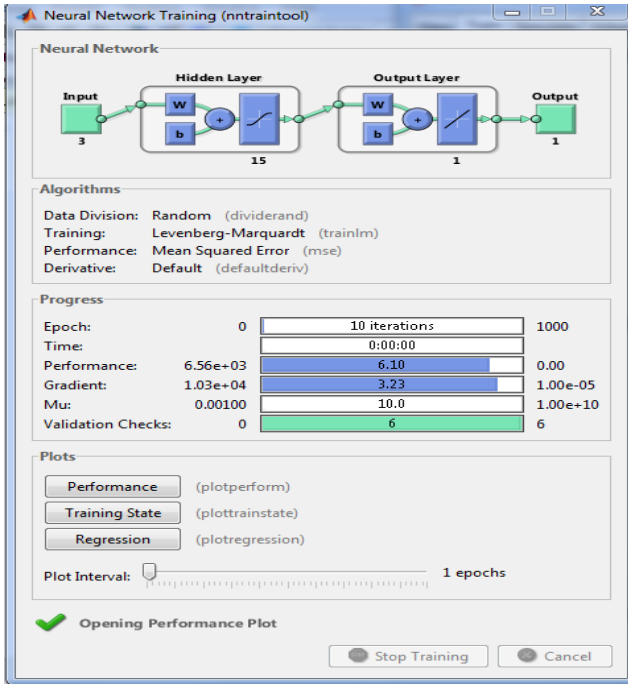 Neural Network Training (nntraintool)
Neural Network
Hidden Layer
Output Layer
Input
W
b
+
W
b
+
Output
3
15
1
1
Algorithms
Data Division: Random (dividerand)
Training: Levenberg-Marquardt (trainlm)
Performance: Mean Squared Error (mse)
Derivative: Default (defaultderiv)
Progress
Epoch: 0 10 iterations 1000
Time: 0:00:00
Performance: 6.56e+03 6.10 0.00
Gradient: 1.03e+04 3.23 1.00e-05
Mu: 0.00100 10.0 1.00e+10
Validation Checks: 0 6 6
Plots
Performance (plotperform)
Training State (plottrainstate)
Regression (plotregression)
Plot Interval: 1 epochs
Opening Performance Plot
Stop Training Cancel